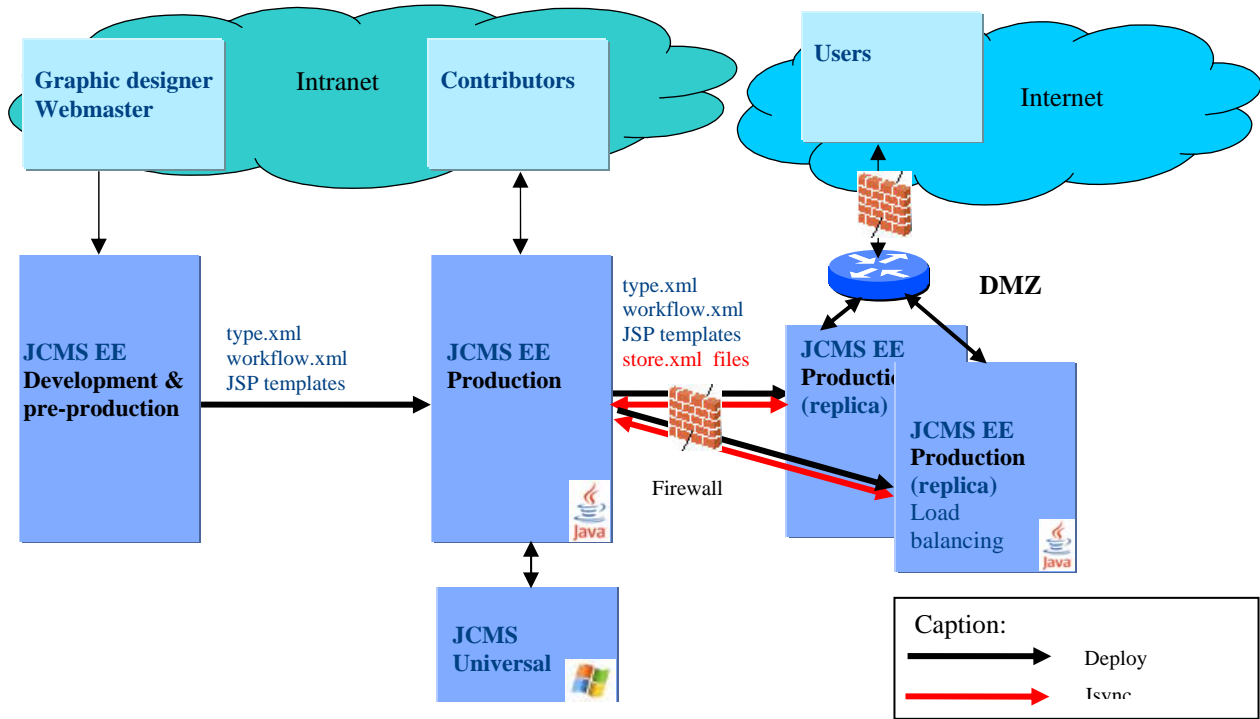 Graphic designer
Webmaster
Intranet
Contributors
Users
Internet
DMZ
type.xml
workflow.xml
JSP templates
JCMS EE
Development &
pre-production
JCMS EE
Production
Java
type.xml
workflow.xml
JSP templates
store.xml files
Firewall
JCMS EE
Production
(replica)
JCMS EE
Production
(replica)
Load
balancing
Java
JCMS
Universal
Caption:
Deploy
Jsync